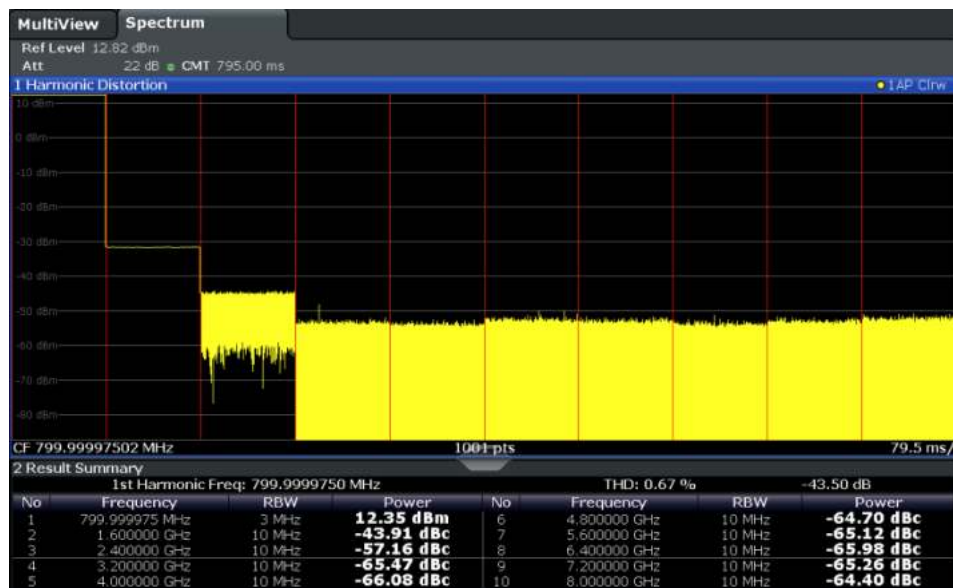 MultiView Spectrum
Ref Level 12.82 dBm
Att 22 dB CMT 795.00 ms
1 Harmonic Distortion 1AP Clrw
10 dBm
0 dBm
-10 dBm
-20 dBm
-30 dBm
-40 dBm
-50 dBm
-60 dBm
-70 dBm
-80 dBm
CF 799.99997502 MHz 1001 pts 79.5 ms/
2 Result Summary
1st Harmonic Freq: 799.9999750 MHz THD: 0.67 % -43.50 dB
No Frequency RBW Power No Frequency RBW Power
1 799.999975 MHz 3 MHz 12.35 dBm 6 4.800000 GHz 10 MHz -64.70 dBc
2 1.600000 GHz 10 MHz -43.91 dBc 7 5.600000 GHz 10 MHz -65.12 dBc
3 2.400000 GHz 10 MHz -57.16 dBc 8 6.400000 GHz 10 MHz -65.98 dBc
4 3.200000 GHz 10 MHz -65.47 dBc 9 7.200000 GHz 10 MHz -65.26 dBc
5 4.000000 GHz 10 MHz -66.08 dBc 10 8.000000 GHz 10 MHz -64.40 dBc